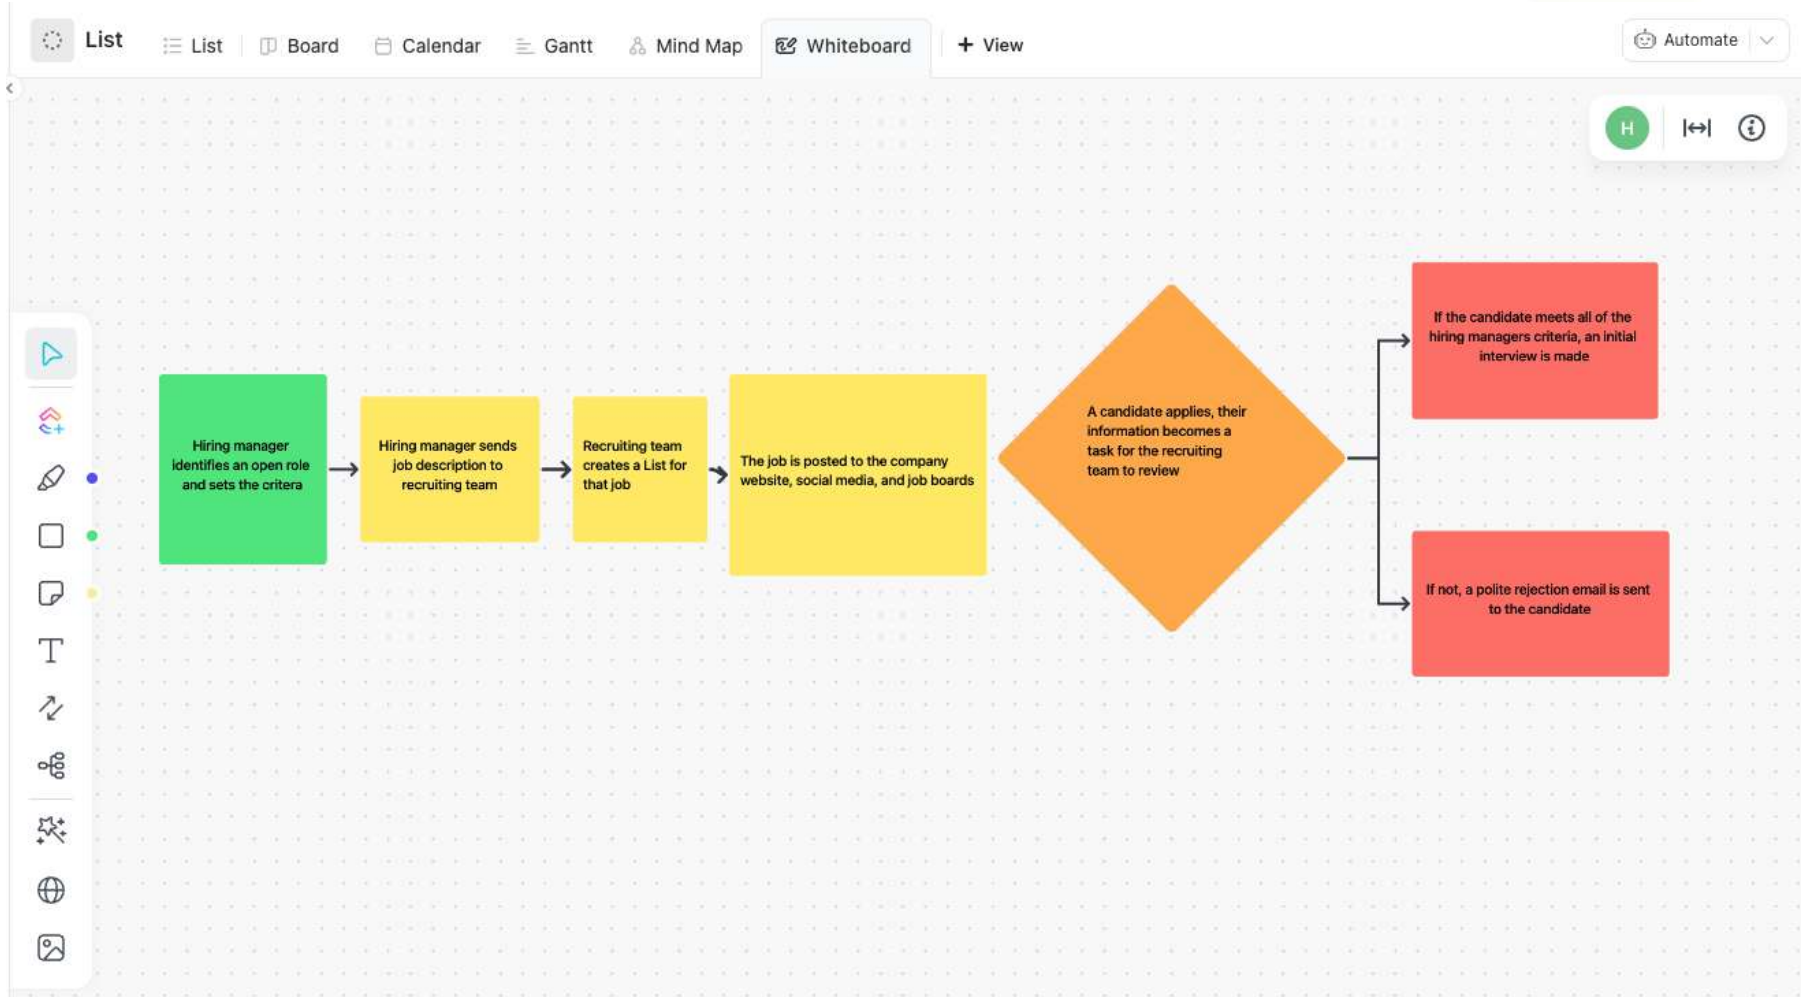 List
List
Board
Calendar
Gantt
Mind Map
Whiteboard
+ View
Automate
H
Hiring manager
identifies an open role
and sets the critera
Hiring manager sends
job description to
recruiting team
Recruiting team
creates a List for
that job
The job is posted to the company
website, social media, and job boards
A candidate applies, their
information becomes a
task for the recruiting
team to review
If the candidate meets all of the
hiring managers criteria, an initial
interview is made
If not, a polite rejection email is sent
to the candidate